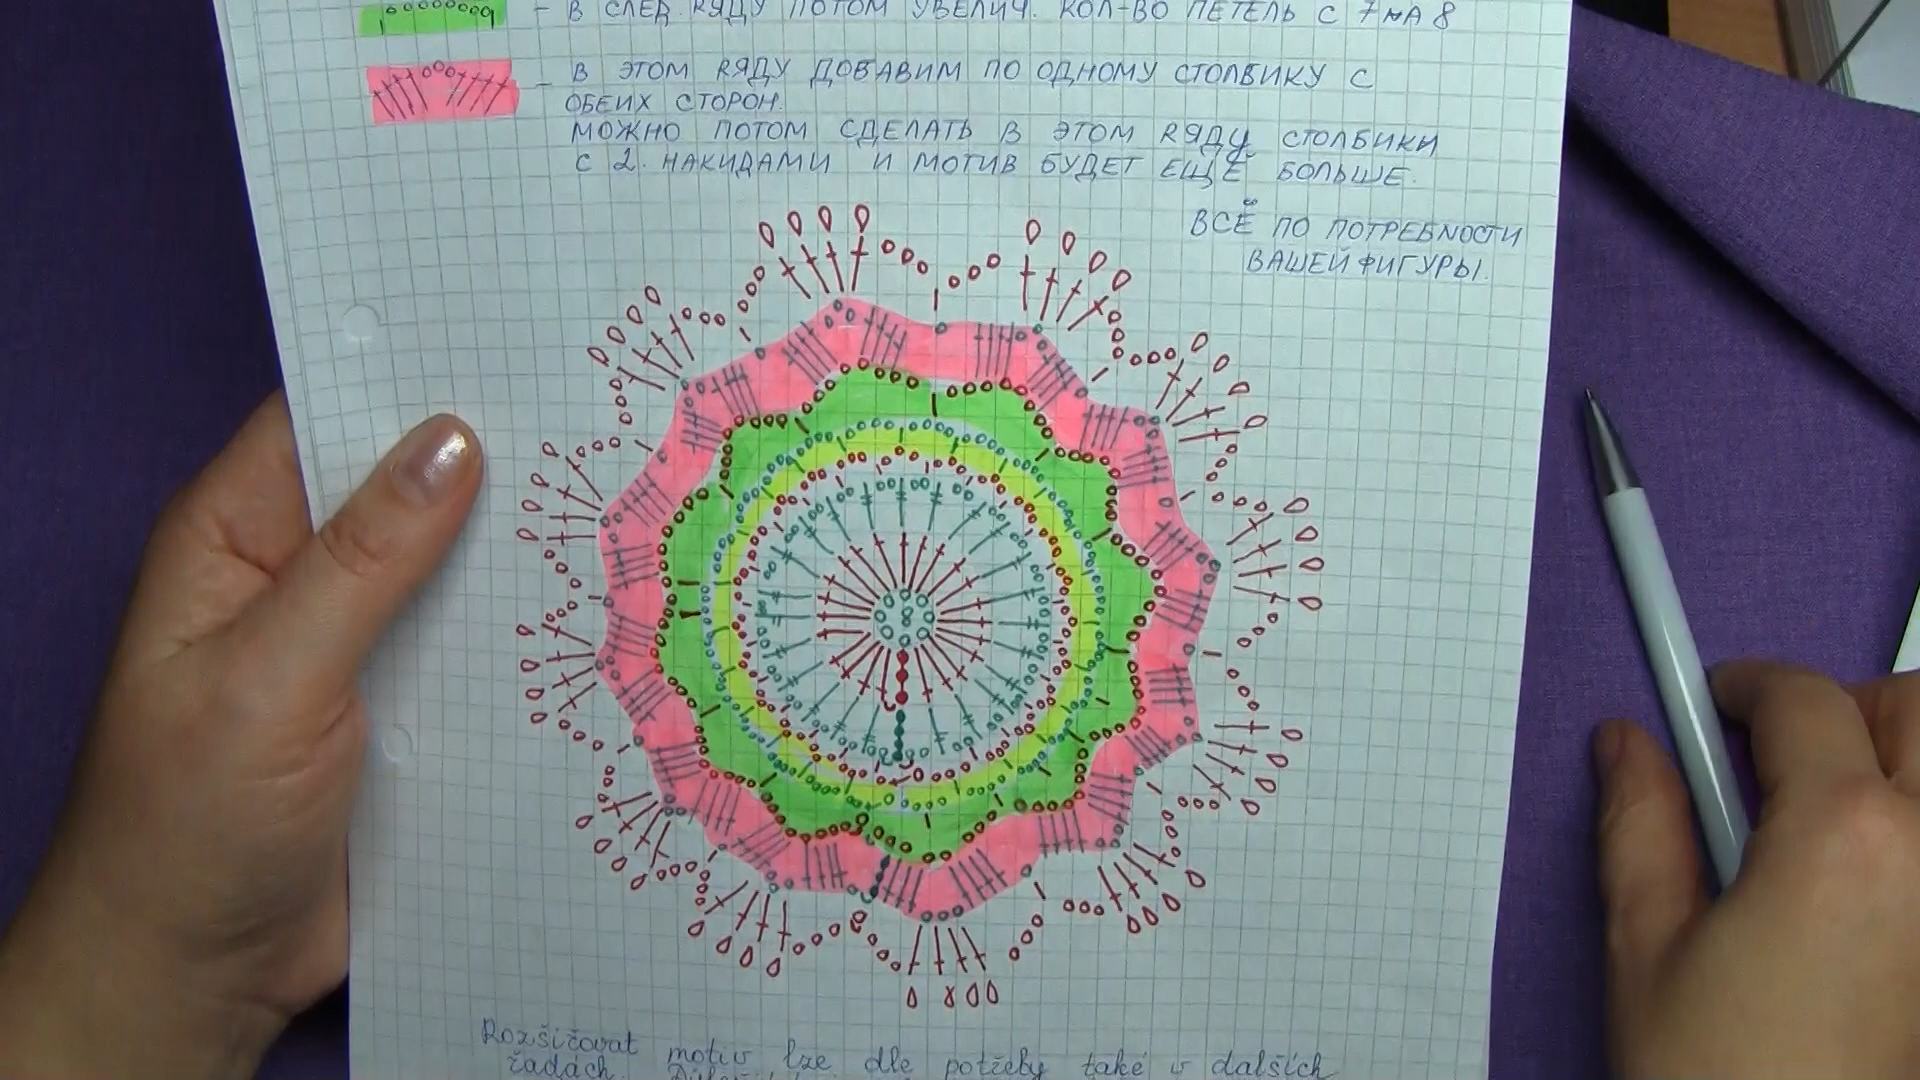 - В СЛЕД. РЯДУ ПОТОМ УВЕЛИЧ. КОЛ-ВО ПЕТЕЛЬ С 7 НА 8
- В ЭТОМ РЯДУ ДОБАВИМ ПО ОДНОМУ СТОЛБИКУ С
ОБЕИХ СТОРОН.
МОЖНО ПОТОМ СДЕЛАТЬ В ЭТОМ РЯДУ СТОЛБИКИ
С 2. НАКИДАМИ И МОТИВ БУДЕТ ЕЩЁ БОЛЬШЕ.
ВСЁ ПО ПОТРЕБНОСТИ
ВАШЕЙ ФИГУРЫ.
Rozšiřovat motiv lze dle potřeby také v dalších
řadách.